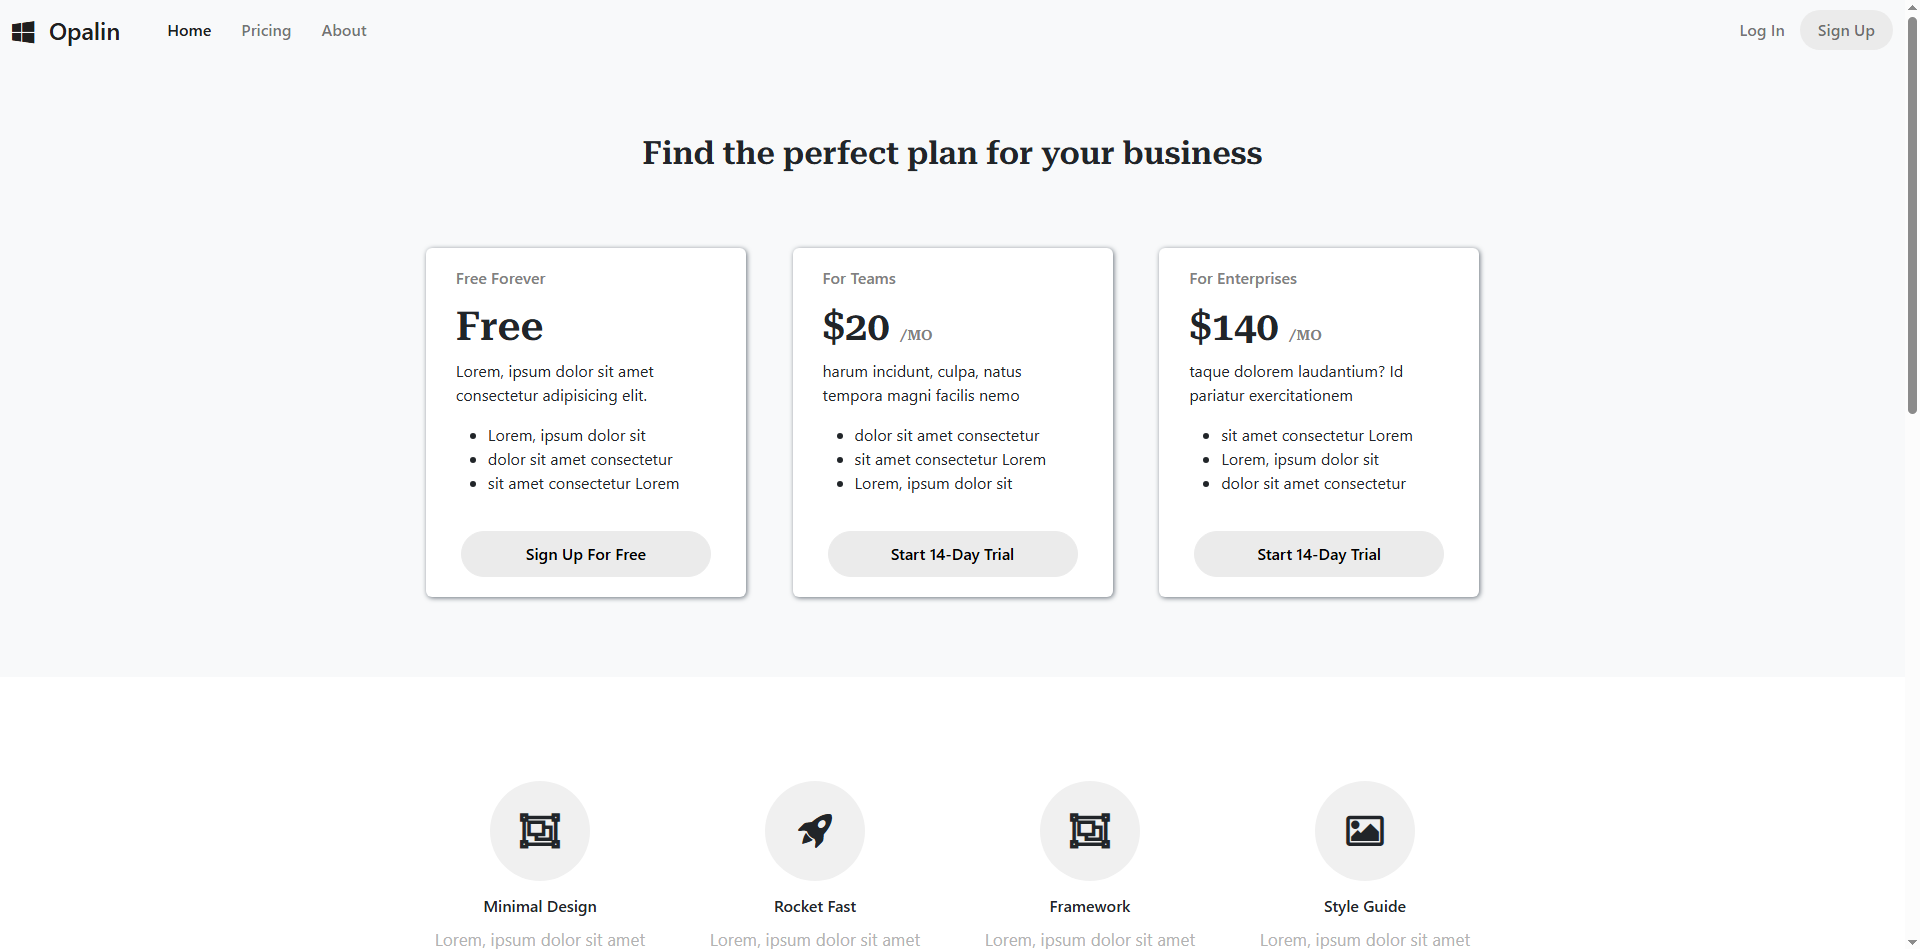 Opalin
Home
Pricing
About
Log In
Sign Up
Find the perfect plan for your business
Free Forever
Free
Lorem, ipsum dolor sit amet
consectetur adipisicing elit.
Lorem, ipsum dolor sit
dolor sit amet consectetur
sit amet consectetur Lorem
Sign Up For Free
For Teams
$20 /MO
harum incidunt, culpa, natus
tempora magni facilis nemo
dolor sit amet consectetur
sit amet consectetur Lorem
Lorem, ipsum dolor sit
Start 14-Day Trial
For Enterprises
$140 /MO
taque dolorem laudantium? Id
pariatur exercitationem
sit amet consectetur Lorem
Lorem, ipsum dolor sit
dolor sit amet consectetur
Start 14-Day Trial
Minimal Design
Lorem, ipsum dolor sit amet
Rocket Fast
Lorem, ipsum dolor sit amet
Framework
Lorem, ipsum dolor sit amet
Style Guide
Lorem, ipsum dolor sit amet